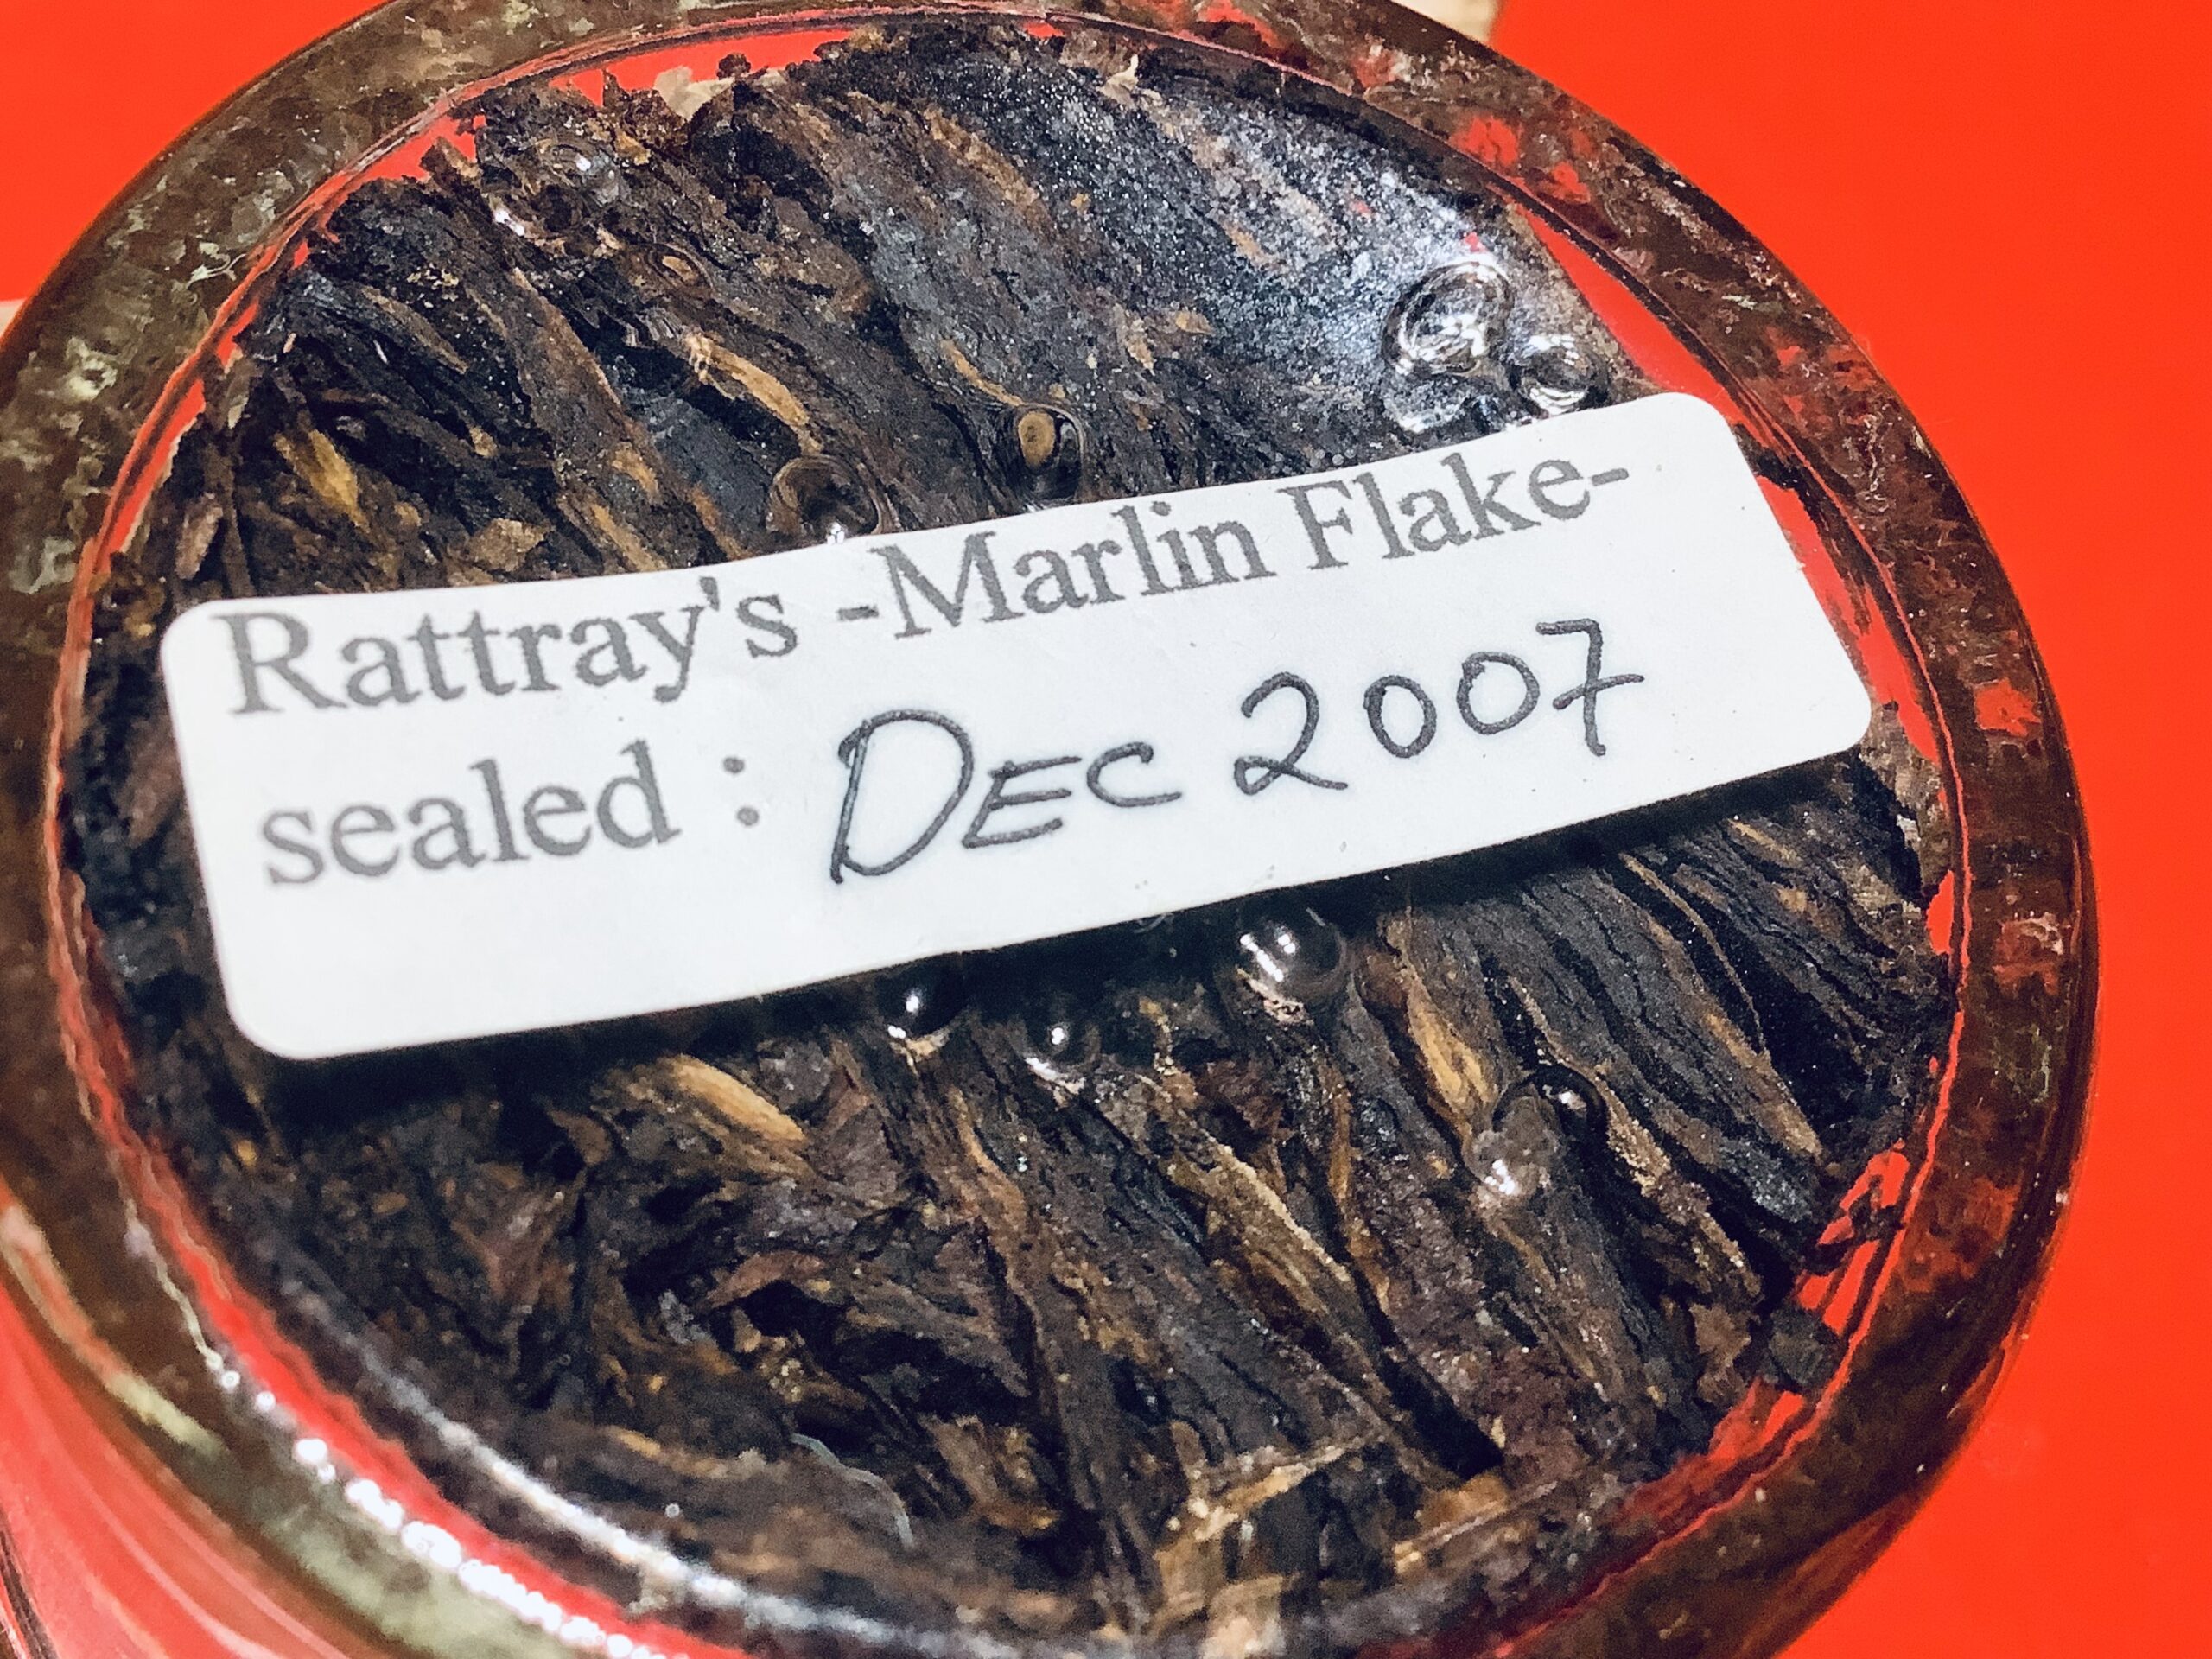 Rattray's -Marlin Flake-
sealed : DEC 2007